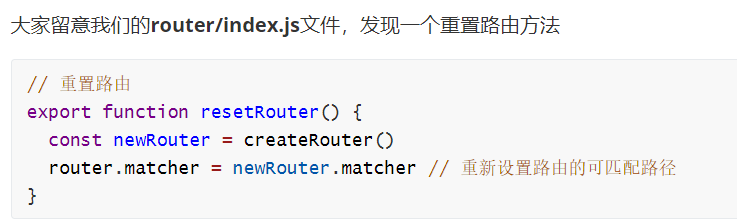 大家留意我们的router/index.js文件，发现一个重置路由方法
// 重置路由
export function resetRouter() {
  const newRouter = createRouter()
  router.matcher = newRouter.matcher // 重新设置路由的可匹配路径
}